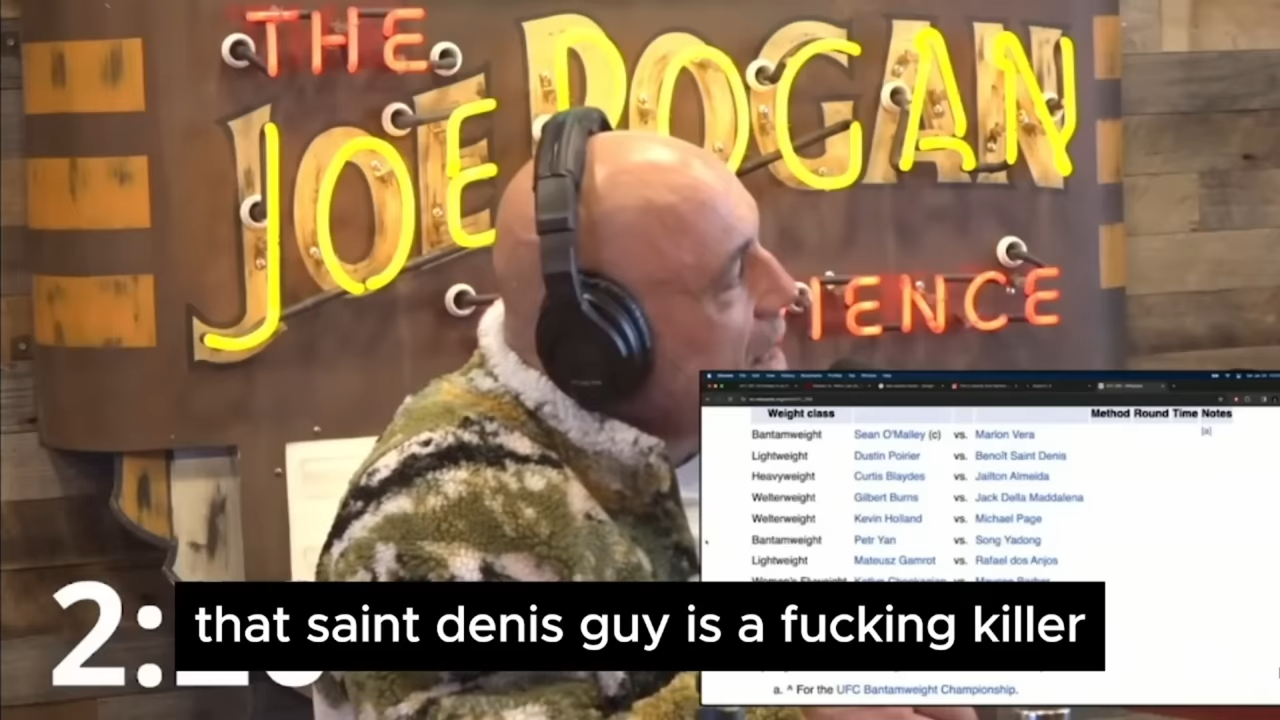 THE
JOE ROGAN
IENCE
Weight class Method Round Time Notes
Bantamweight Sean O'Malley (c) vs. Marlon Vera [a]
Lightweight Dustin Poirier vs. Benoît Saint Denis
Heavyweight Curtis Blaydes vs. Jailton Almeida
Welterweight Gilbert Burns vs. Jack Della Maddalena
Welterweight Kevin Holland vs. Michael Page
Bantamweight Petr Yan vs. Song Yadong
Lightweight Mateusz Gamrot vs. Rafael dos Anjos
2:
that saint denis guy is a fucking killer
a. ^ For the UFC Bantamweight Championship.